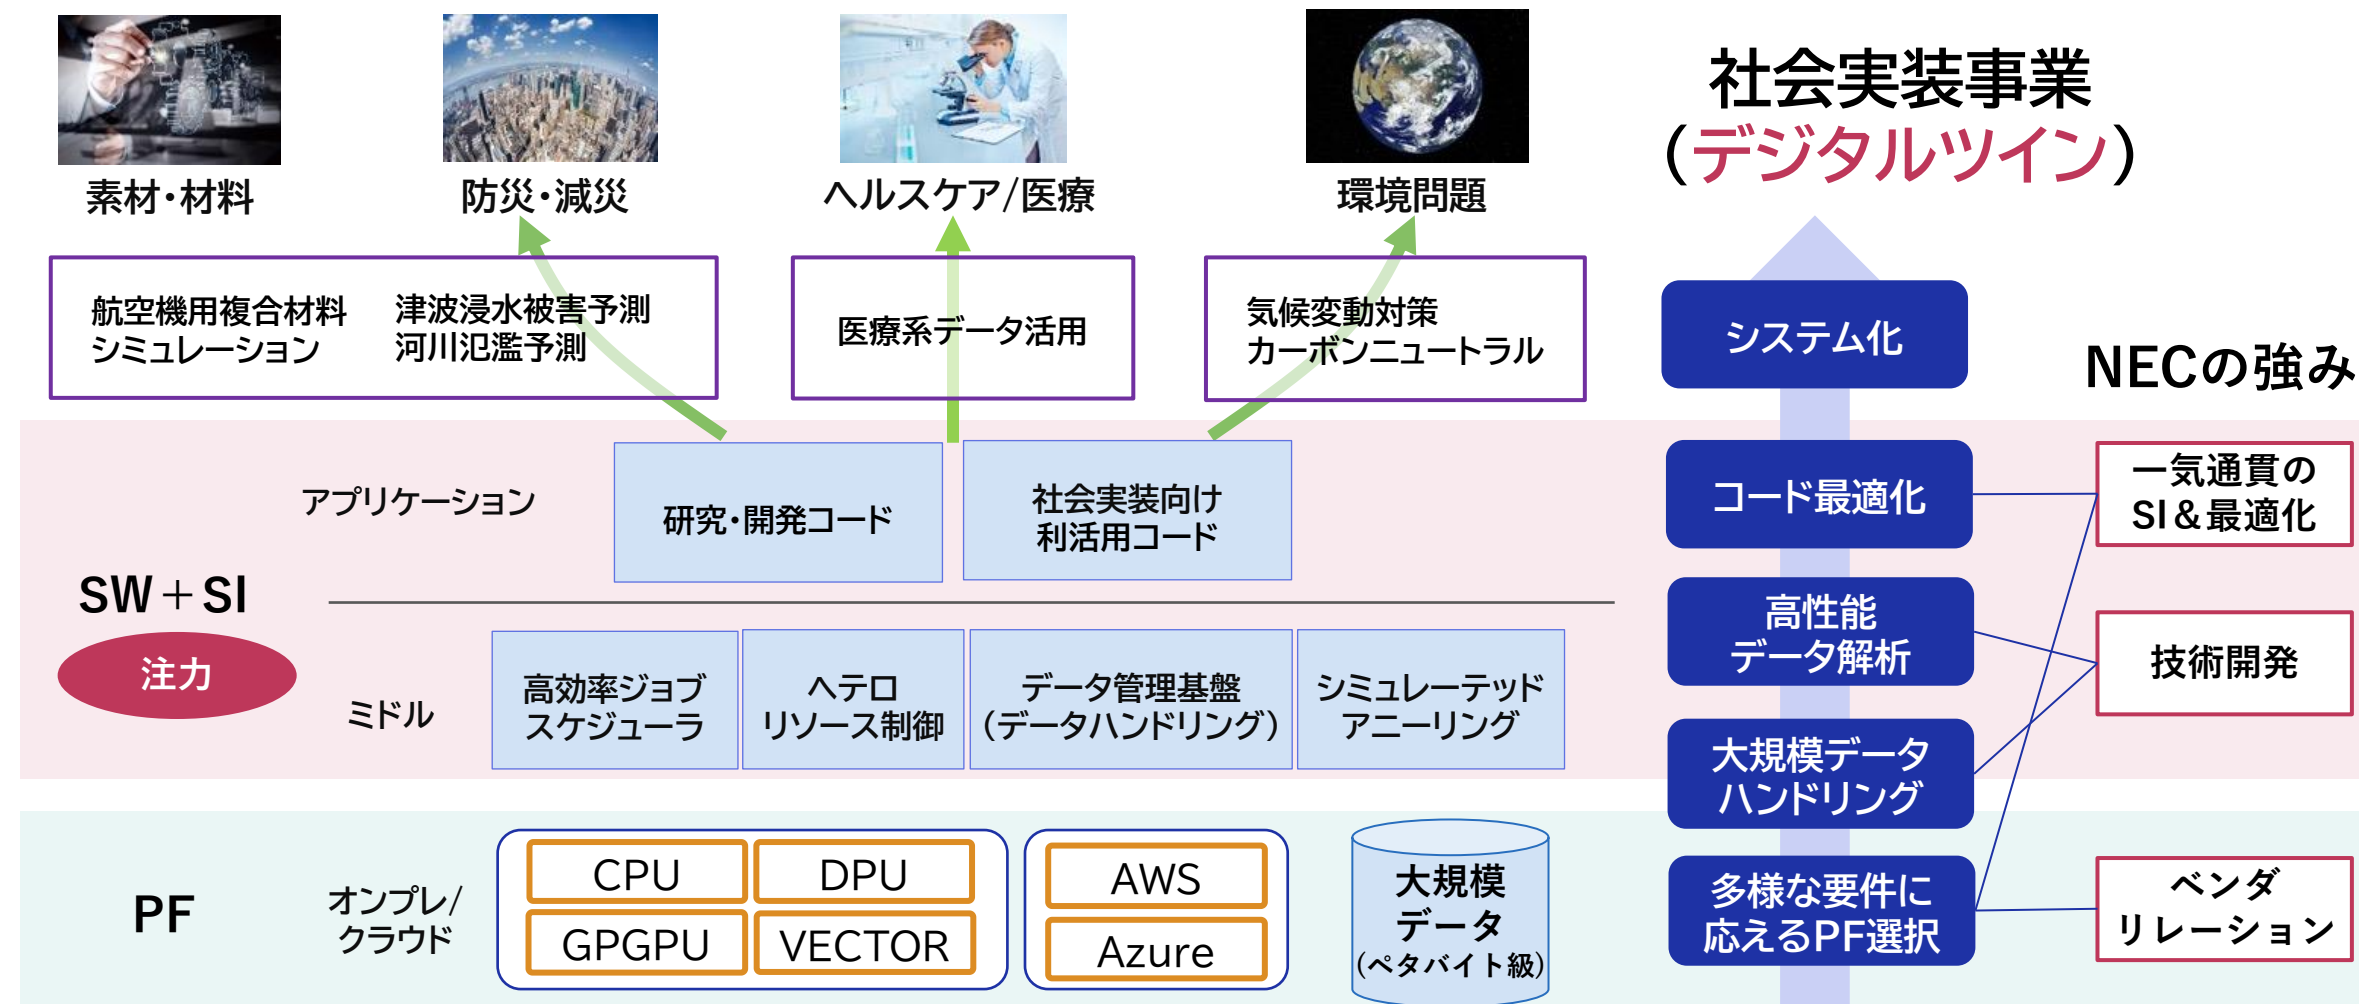 社会実装事業
（デジタルツイン）
素材・材料
防災・減災
ヘルスケア/医療
環境問題
航空機用複合材料
シミュレーション
津波浸水被害予測
河川氾濫予測
医療系データ活用
気候変動対策
カーボンニュートラル
システム化
NECの強み
アプリケーション
研究・開発コード
社会実装向け
利活用コード
コード最適化
一気通貫の
SI＆最適化
SW＋SI
注力
高性能
データ解析
技術開発
ミドル
高効率ジョブ
スケジューラ
ヘテロ
リソース制御
データ管理基盤
（データハンドリング）
シミュレーテッド
アニーリング
大規模データ
ハンドリング
PF
オンプレ/
クラウド
CPU
DPU
GPGPU
VECTOR
AWS
Azure
大規模
データ
(ペタバイト級)
多様な要件に
応えるPF選択
ベンダ
リレーション